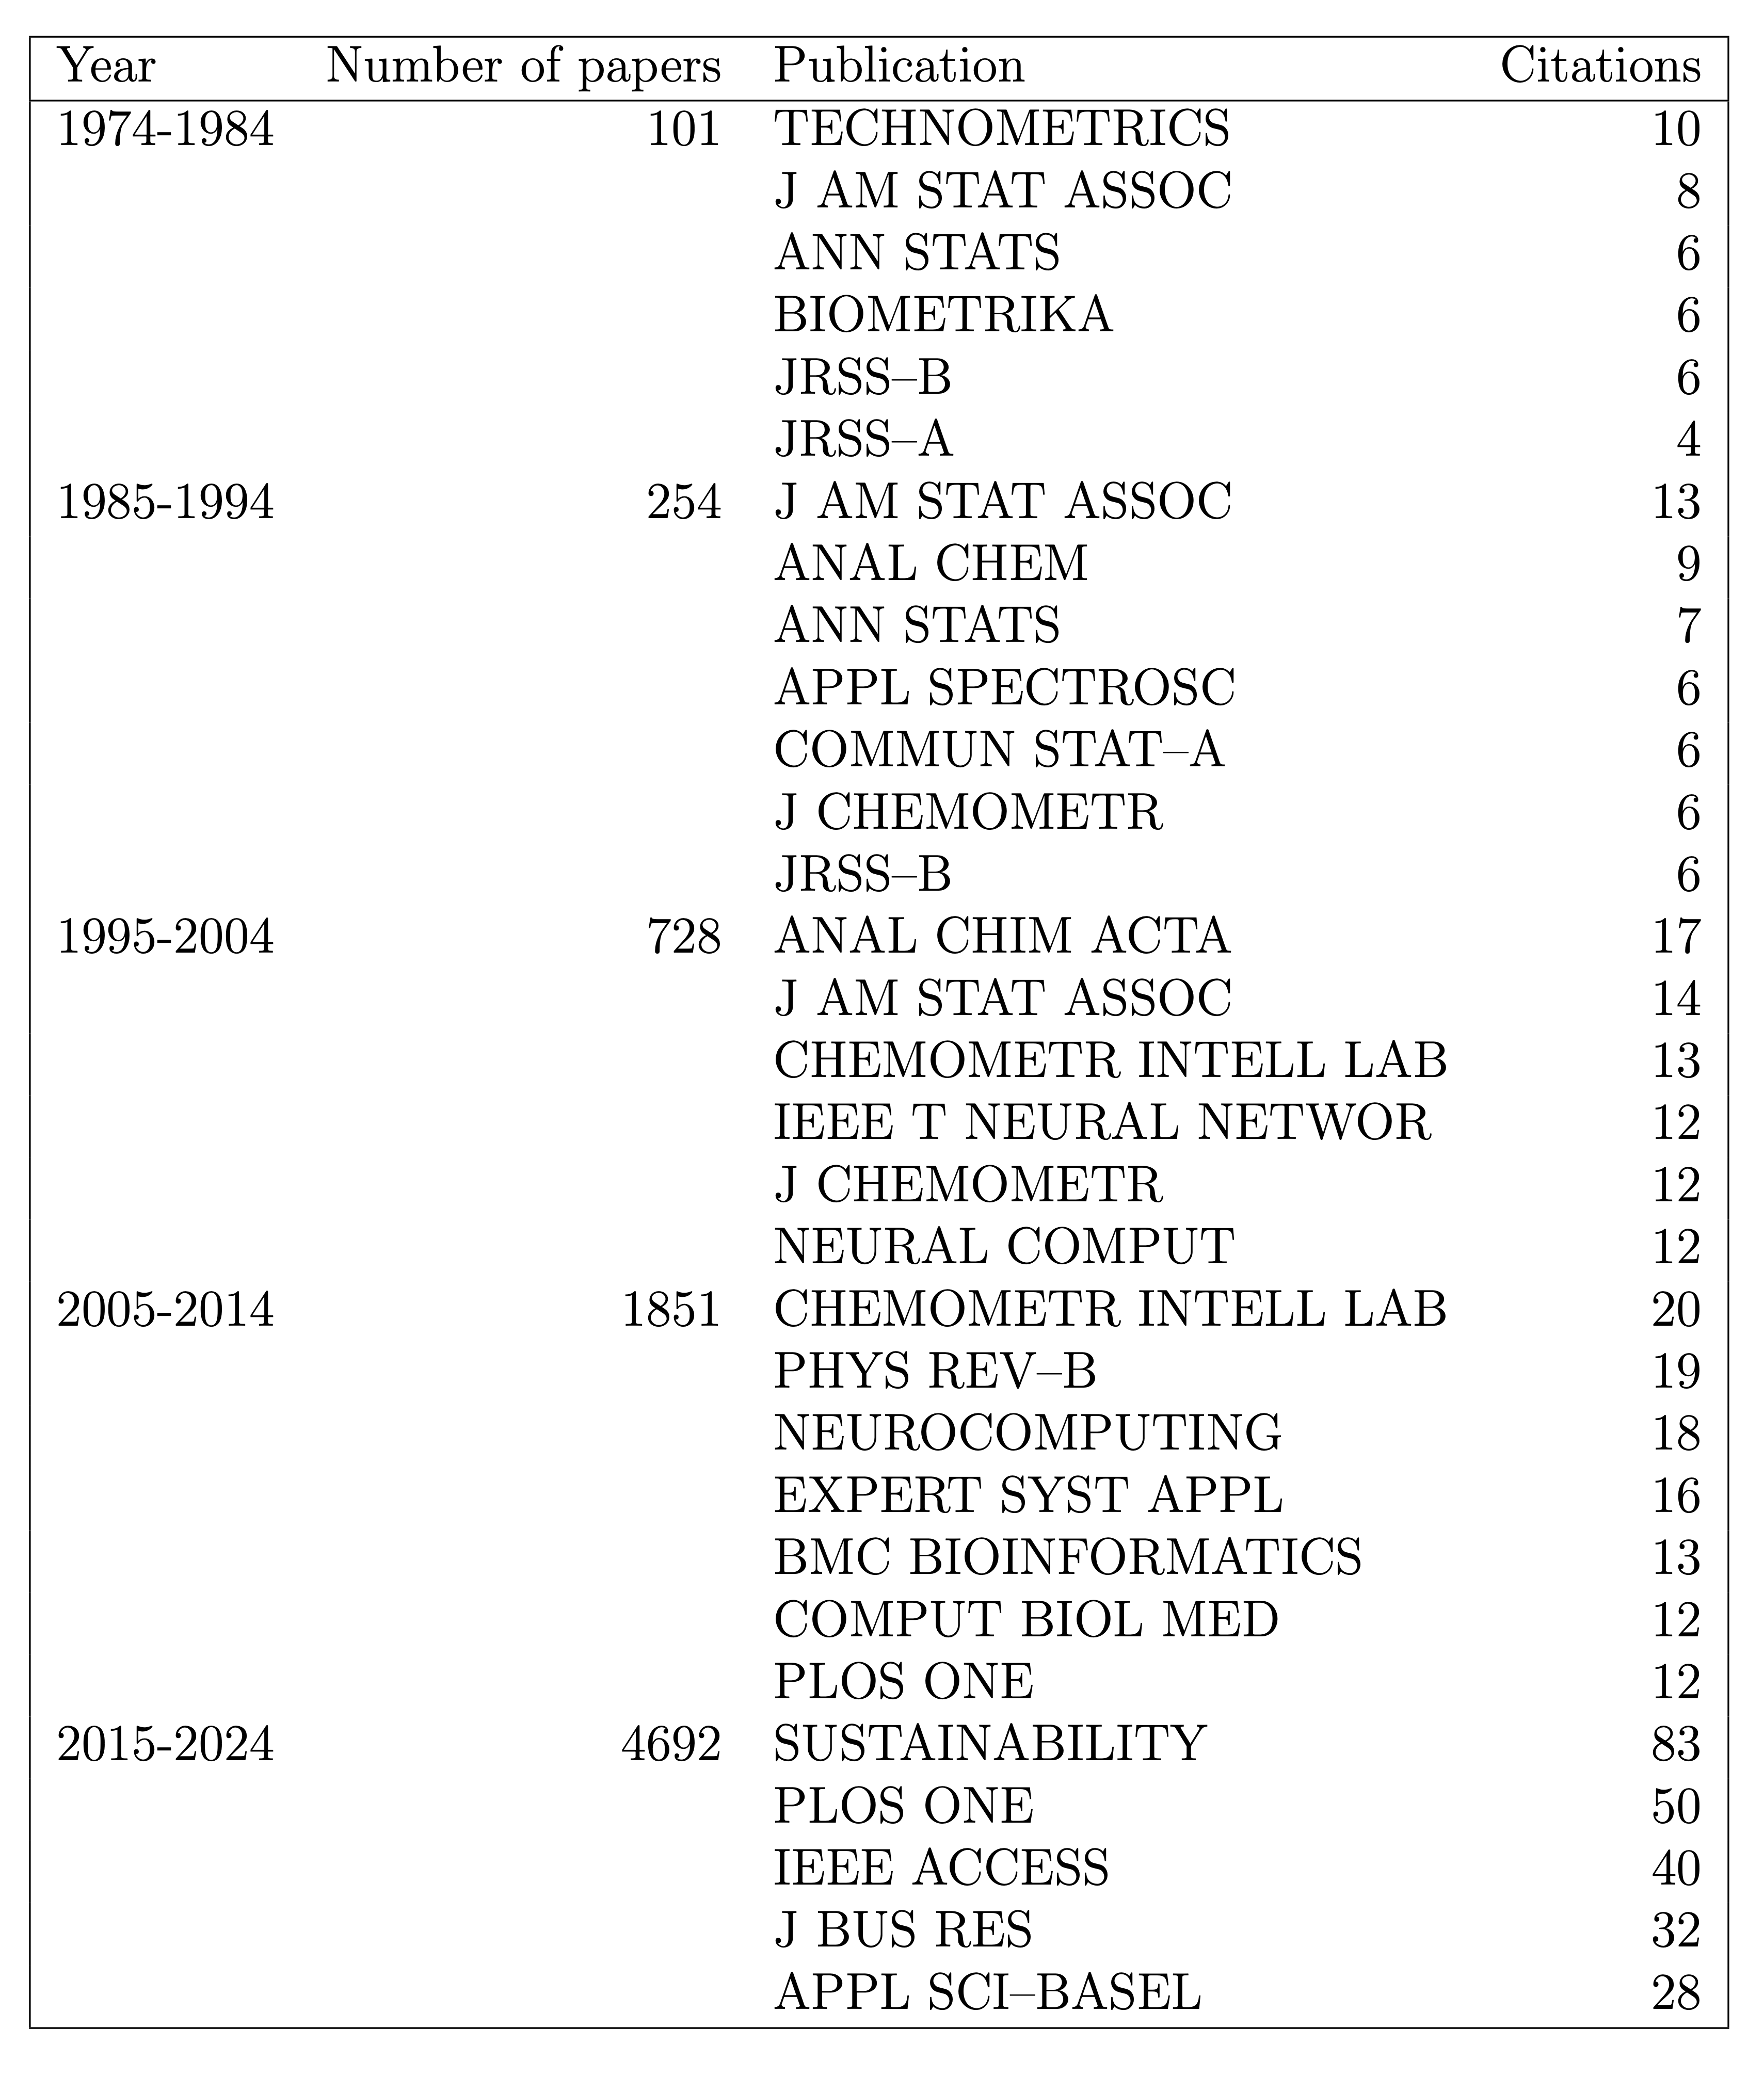 Year Number of papers Publication Citations
1974-1984 101 TECHNOMETRICS 10
J AM STAT ASSOC 8
ANN STATS 6
BIOMETRIKA 6
JRSS–B 6
JRSS–A 4
1985-1994 254 J AM STAT ASSOC 13
ANAL CHEM 9
ANN STATS 7
APPL SPECTROSC 6
COMMUN STAT–A 6
J CHEMOMETR 6
JRSS–B 6
1995-2004 728 ANAL CHIM ACTA 17
J AM STAT ASSOC 14
CHEMOMETR INTELL LAB 13
IEEE T NEURAL NETWOR 12
J CHEMOMETR 12
NEURAL COMPUT 12
2005-2014 1851 CHEMOMETR INTELL LAB 20
PHYS REV–B 19
NEUROCOMPUTING 18
EXPERT SYST APPL 16
BMC BIOINFORMATICS 13
COMPUT BIOL MED 12
PLOS ONE 12
2015-2024 4692 SUSTAINABILITY 83
PLOS ONE 50
IEEE ACCESS 40
J BUS RES 32
APPL SCI–BASEL 28